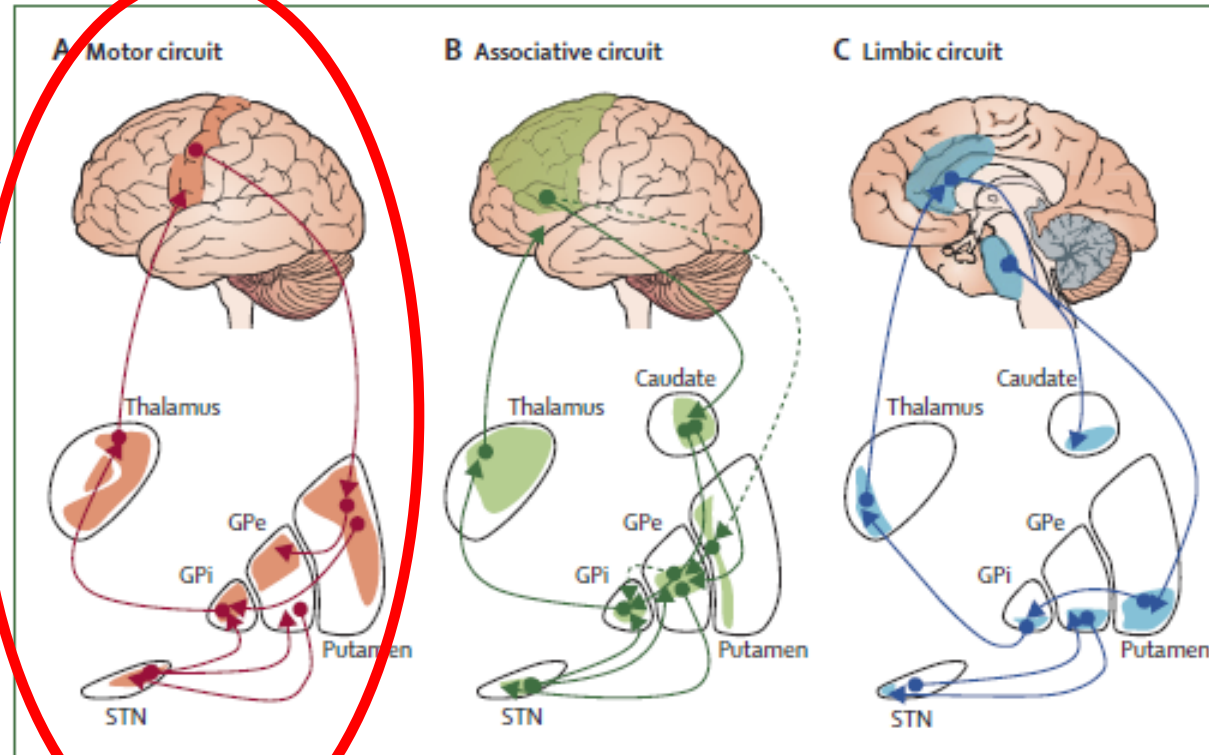 A Motor circuit
B Associative circuit
C Limbic circuit
Thalamus
GPe
GPi
Putamen
STN
Caudate
Thalamus
GPe
GPi
Putamen
STN
Caudate
Thalamus
GPe
GPi
Putamen
STN